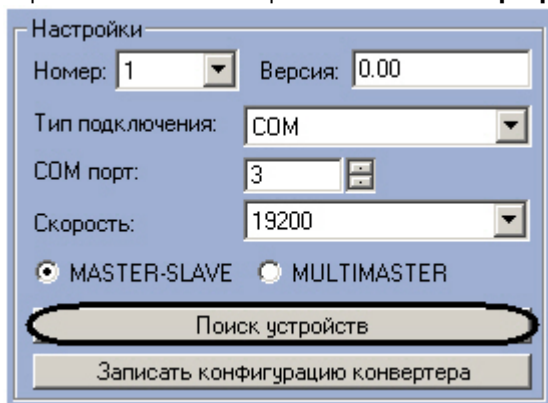 Настройки
Номер: 1 Версия: 0.00
Тип подключения: COM
COM порт: 3
Скорость: 19200
MASTER-SLAVE MULTIMASTER
Поиск устройств
Записать конфигурацию конвертера